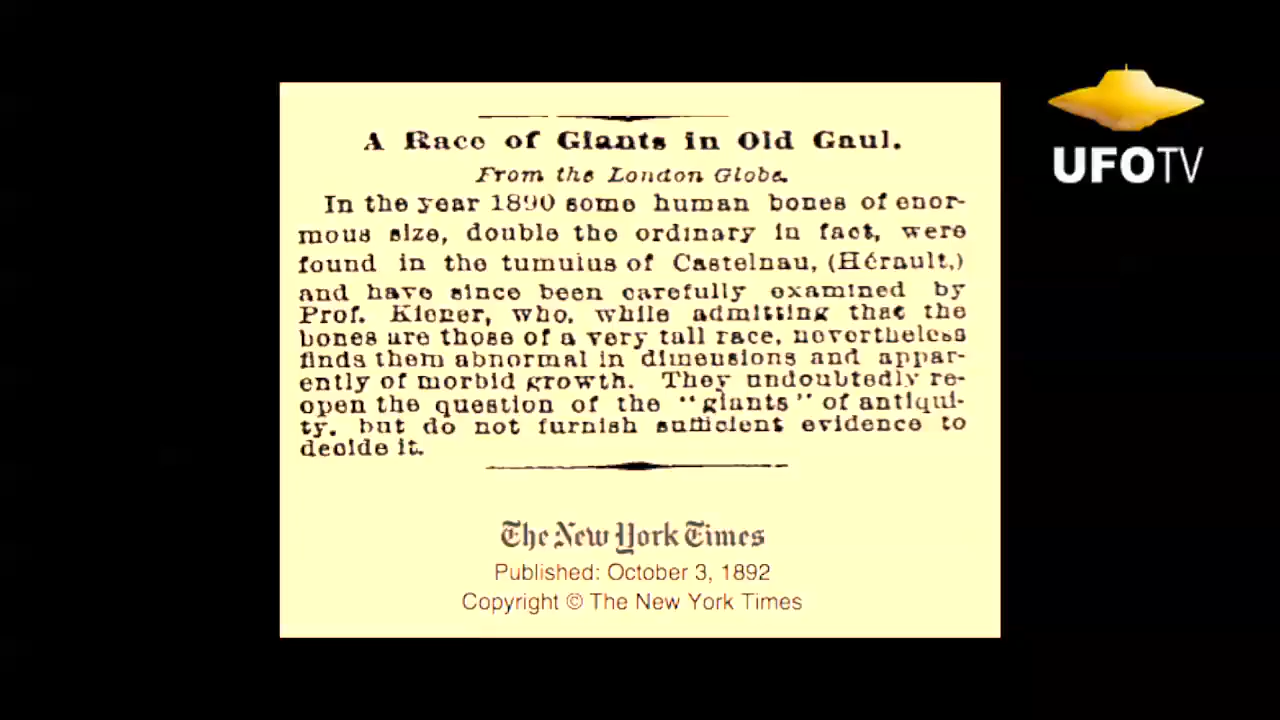 A Race of Giants in Old Gaul.
From the London Globe.
In the year 1890 some human bones of enor-
mous size, double the ordinary in fact, were
found in the tumulus of Castelnau, (Hérault,)
and have since been carefully examined by
Prof. Kiener, who, while admitting that the
bones are those of a very tall race, nevertheless
finds them abnormal in dimensions and appar-
ently of morbid growth. They undoubtedly re-
open the question of the "giants" of antiqui-
ty, but do not furnish sufficient evidence to
decide it.
The New York Times
Published: October 3, 1892
Copyright © The New York Times
UFOTV